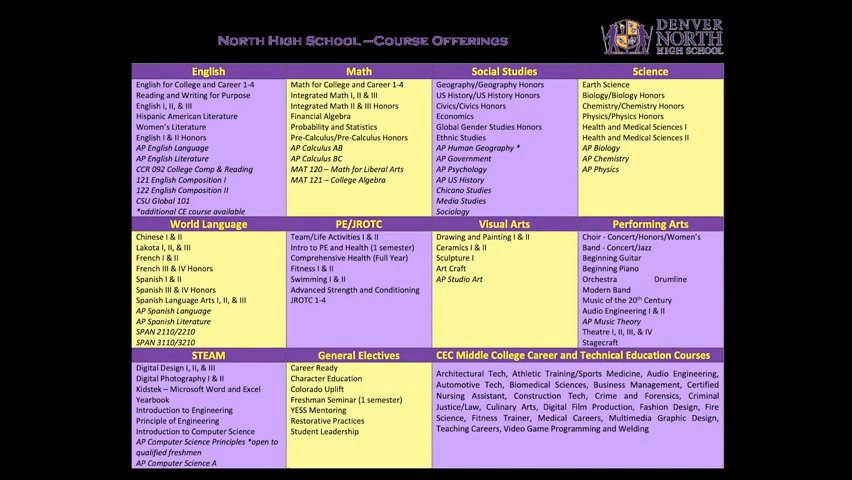 North High School –Course Offerings
DENVER
NORTH
HIGH SCHOOL
English
English for College and Career 1-4
Reading and Writing for Purpose
English I, II, & III
Hispanic American Literature
Women's Literature
English I & II Honors
AP English Language
AP English Literature
CCR 092 College Comp & Reading
121 English Composition I
122 English Composition II
CSU Global 101
*additional CE course available
Math
Math for College and Career 1-4
Integrated Math I, II & III
Integrated Math II & III Honors
Financial Algebra
Probability and Statistics
Pre-Calculus/Pre-Calculus Honors
AP Calculus AB
AP Calculus BC
MAT 120 – Math for Liberal Arts
MAT 121 – College Algebra
Social Studies
Geography/Geography Honors
US History/US History Honors
Civics/Civics Honors
Economics
Global Gender Studies Honors
Ethnic Studies
AP Human Geography *
AP Government
AP Psychology
AP US History
Chicano Studies
Media Studies
Sociology
Science
Earth Science
Biology/Biology Honors
Chemistry/Chemistry Honors
Physics/Physics Honors
Health and Medical Sciences I
Health and Medical Sciences II
AP Biology
AP Chemistry
AP Physics
World Language
Chinese I & II
Lakota I, II, & III
French I & II
French III & IV Honors
Spanish I & II
Spanish III & IV Honors
Spanish Language Arts I, II, & III
AP Spanish Language
AP Spanish Literature
SPAN 2110/2210
SPAN 3110/3210
PE/JROTC
Team/Life Activities I & II
Intro to PE and Health (1 semester)
Comprehensive Health (Full Year)
Fitness I & II
Swimming I & II
Advanced Strength and Conditioning
JROTC 1-4
Visual Arts
Drawing and Painting I & II
Ceramics I & II
Sculpture I
Art Craft
AP Studio Art
Performing Arts
Choir - Concert/Honors/Women's
Band - Concert/Jazz
Beginning Guitar
Beginning Piano
Orchestra Drumline
Modern Band
Music of the 20th Century
Audio Engineering I & II
AP Music Theory
Theatre I, II, III, & IV
Stagecraft
STEAM
Digital Design I, II, & III
Digital Photography I & II
Kidstek – Microsoft Word and Excel
Yearbook
Introduction to Engineering
Principle of Engineering
Introduction to Computer Science
AP Computer Science Principles *open to
qualified freshmen
AP Computer Science A
General Electives
Career Ready
Character Education
Colorado Uplift
Freshman Seminar (1 semester)
YESS Mentoring
Restorative Practices
Student Leadership
CEC Middle College Career and Technical Education Courses
Architectural Tech, Athletic Training/Sports Medicine, Audio Engineering,
Automotive Tech, Biomedical Sciences, Business Management, Certified
Nursing Assistant, Construction Tech, Crime and Forensics, Criminal
Justice/Law, Culinary Arts, Digital Film Production, Fashion Design, Fire
Science, Fitness Trainer, Medical Careers, Multimedia Graphic Design,
Teaching Careers, Video Game Programming and Welding